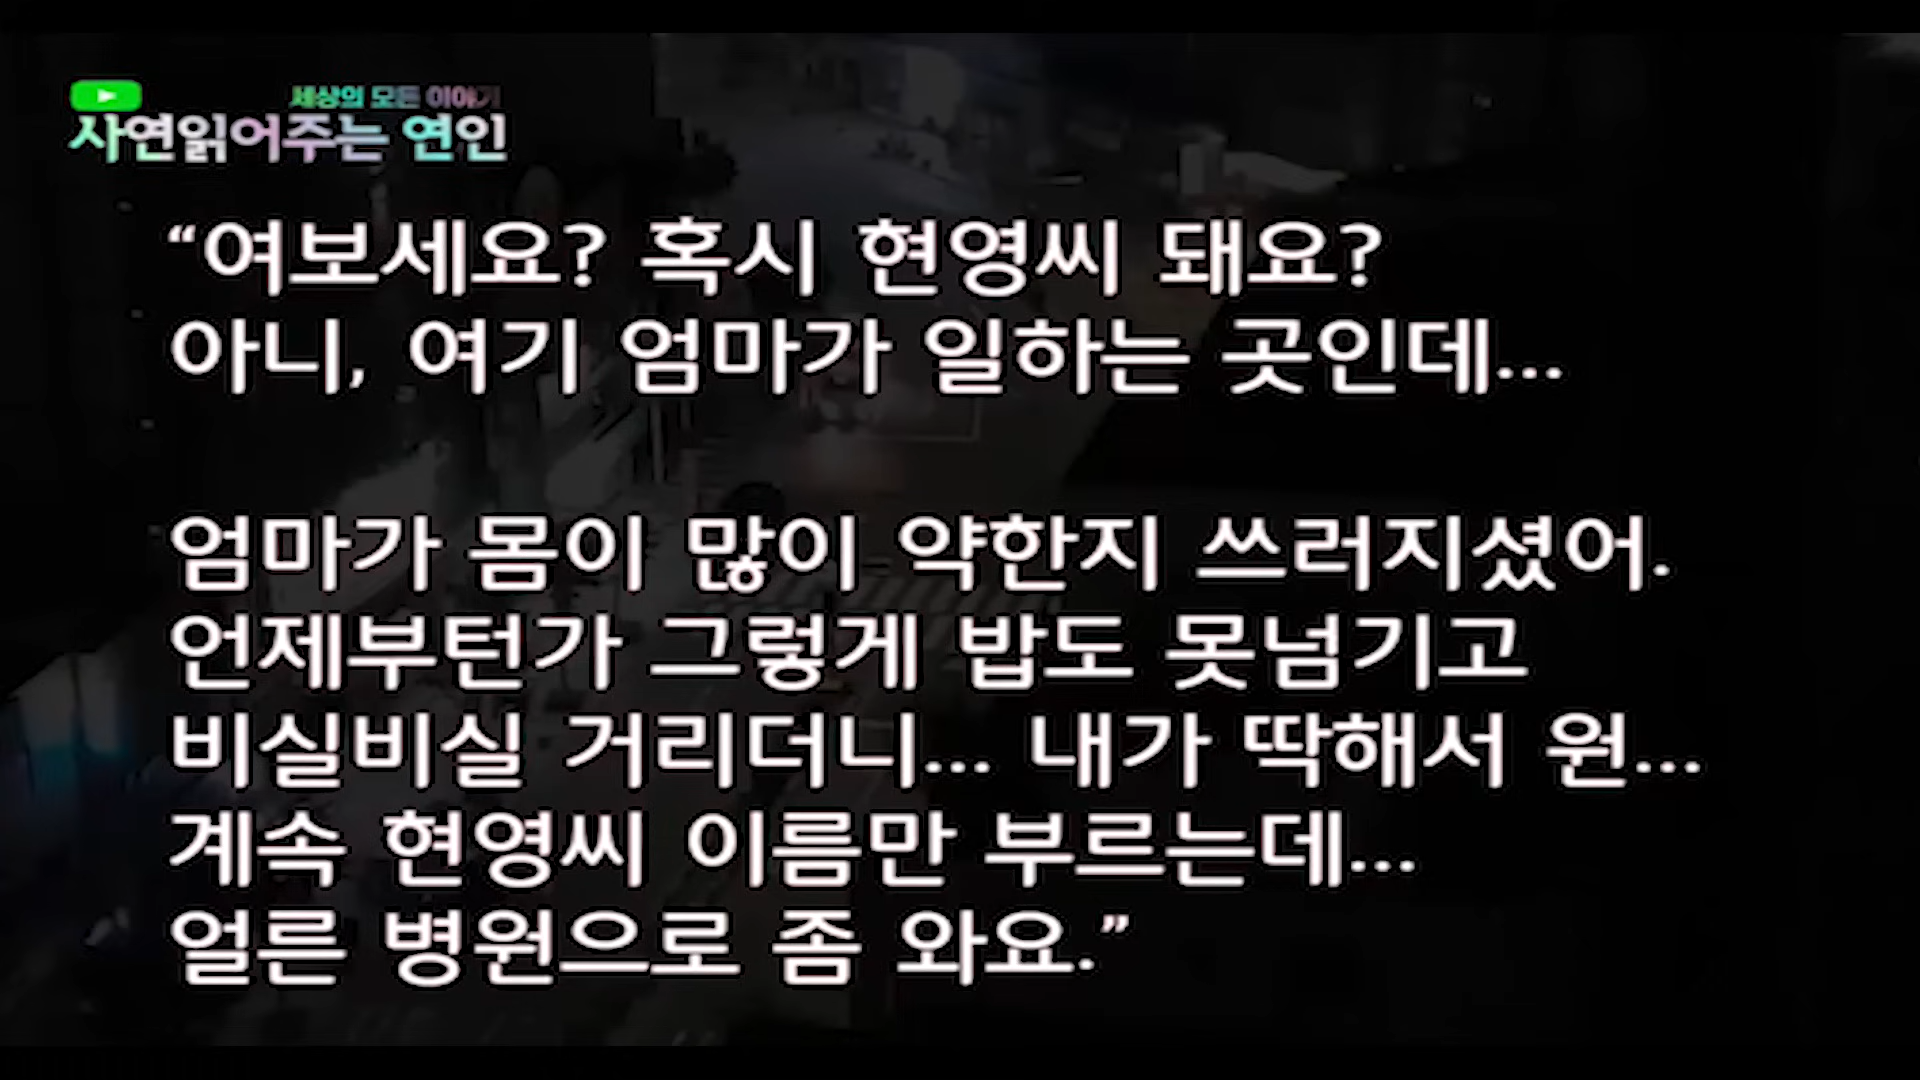 세상의 모든 이야기
사연읽어주는 연인
“여보세요? 혹시 현영씨 돼요?
아니, 여기 엄마가 일하는 곳인데...
엄마가 몸이 많이 약한지 쓰러지셨어.
언제부턴가 그렇게 밥도 못넘기고
비실비실 거리더니... 내가 딱해서 원...
계속 현영씨 이름만 부르는데...
얼른 병원으로 좀 와요.”